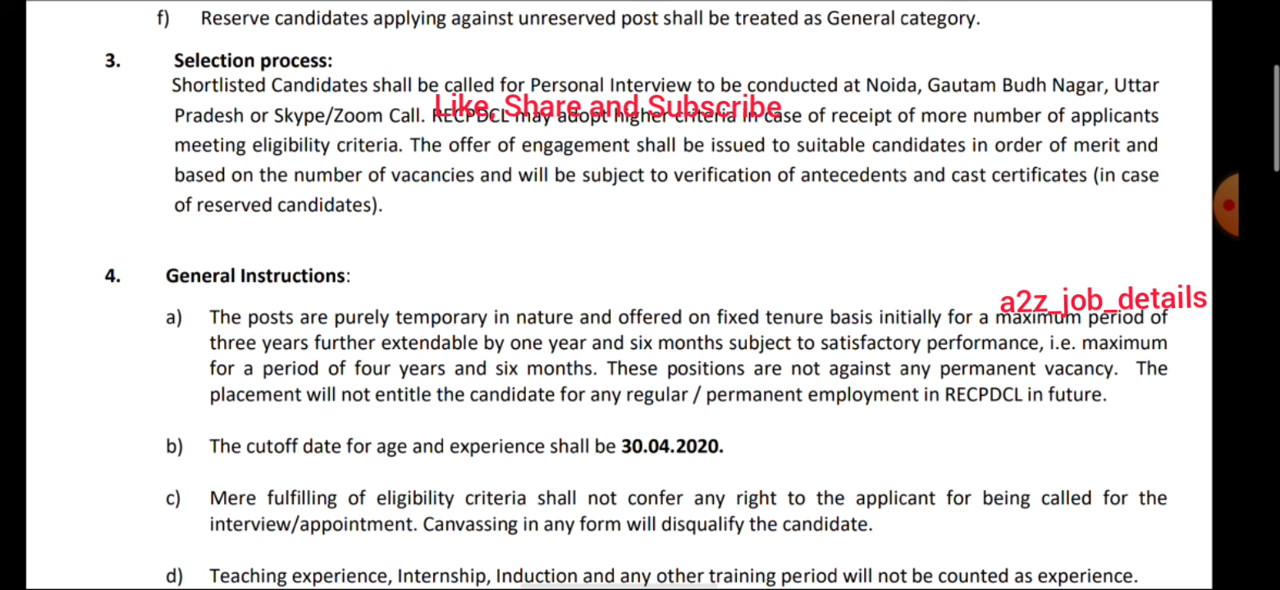 f) Reserve candidates applying against unreserved post shall be treated as General category.
3. Selection process:
Shortlisted Candidates shall be called for Personal Interview to be conducted at Noida, Gautam Budh Nagar, Uttar
Like, Share and Subscribe
Pradesh or Skype/Zoom Call. RECPDCL may adopt higher criteria in case of receipt of more number of applicants
meeting eligibility criteria. The offer of engagement shall be issued to suitable candidates in order of merit and
based on the number of vacancies and will be subject to verification of antecedents and cast certificates (in case
of reserved candidates).
4. General Instructions:
a2z_job_details
a) The posts are purely temporary in nature and offered on fixed tenure basis initially for a maximum period of
three years further extendable by one year and six months subject to satisfactory performance, i.e. maximum
for a period of four years and six months. These positions are not against any permanent vacancy. The
placement will not entitle the candidate for any regular / permanent employment in RECPDCL in future.
b) The cutoff date for age and experience shall be 30.04.2020.
c) Mere fulfilling of eligibility criteria shall not confer any right to the applicant for being called for the
interview/appointment. Canvassing in any form will disqualify the candidate.
d) Teaching experience, Internship, Induction and any other training period will not be counted as experience.